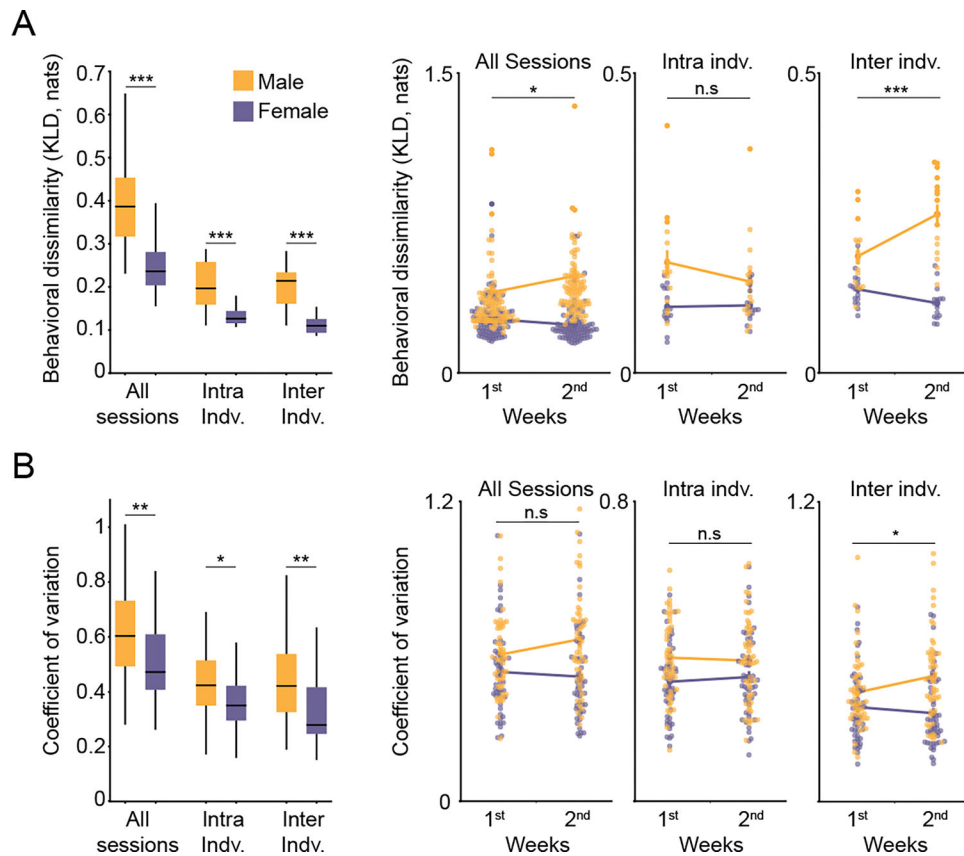 A
Behavioral dissimilarity (KLD, nats)
0.7
0.6
0.5
0.4
0.3
0.2
0.1
0
***
***
***
Male
Female
All
sessions
Intra
Indv.
Inter
Indv.
Behavioral dissimilarity (KLD, nats)
All Sessions
1.5
*
0
1st 2nd
Weeks
Intra indv.
0.5
n.s
0
1st 2nd
Weeks
Inter indv.
0.5
***
0
1st 2nd
Weeks
B
Coefficient of variation
1
0.8
0.6
0.4
0.2
0
**
*
**
All
sessions
Intra
Indv.
Inter
Indv.
Coefficient of variation
All Sessions
1.2
n.s
0
1st 2nd
Weeks
Intra indv.
0.8
n.s
0
1st 2nd
Weeks
Inter indv.
1.2
*
0
1st 2nd
Weeks